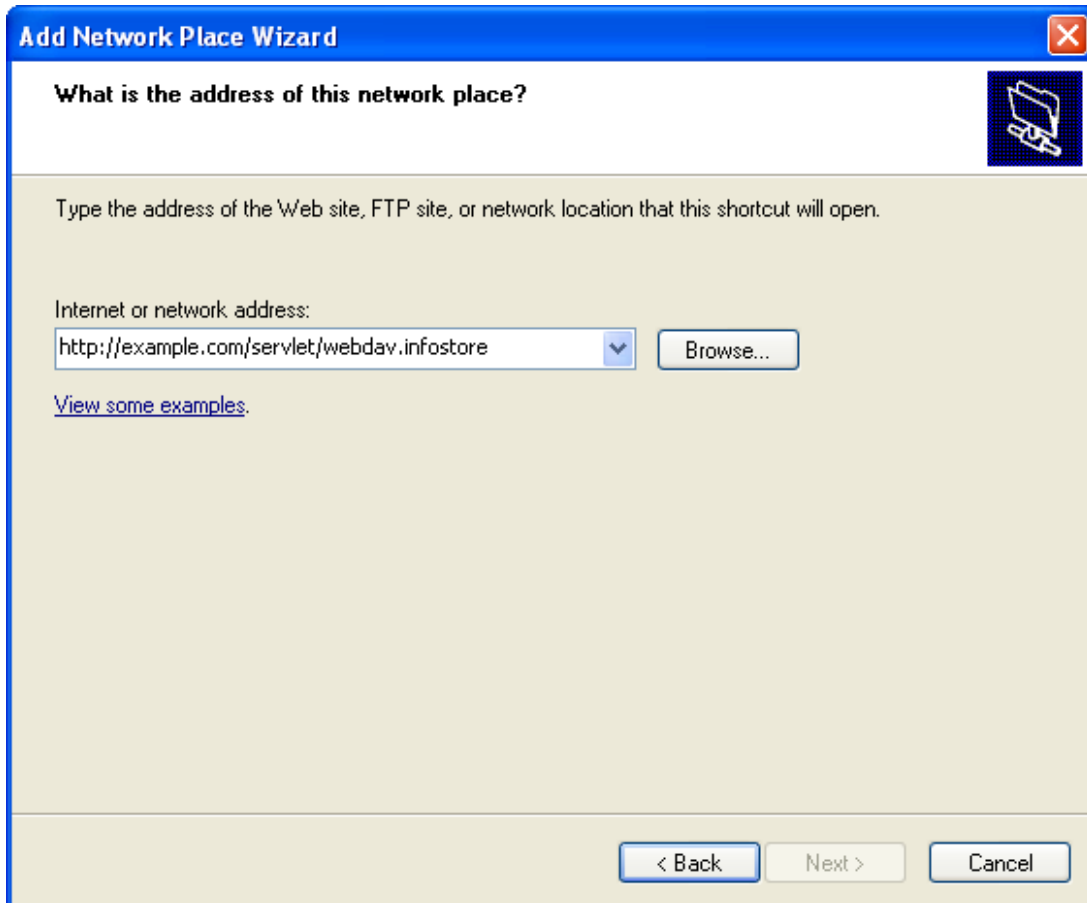 Add Network Place Wizard
What is the address of this network place?
Type the address of the Web site, FTP site, or network location that this shortcut will open.
Internet or network address:
http://example.com/servlet/webdav.infostore
Browse...
View some examples.
< Back
Next >
Cancel